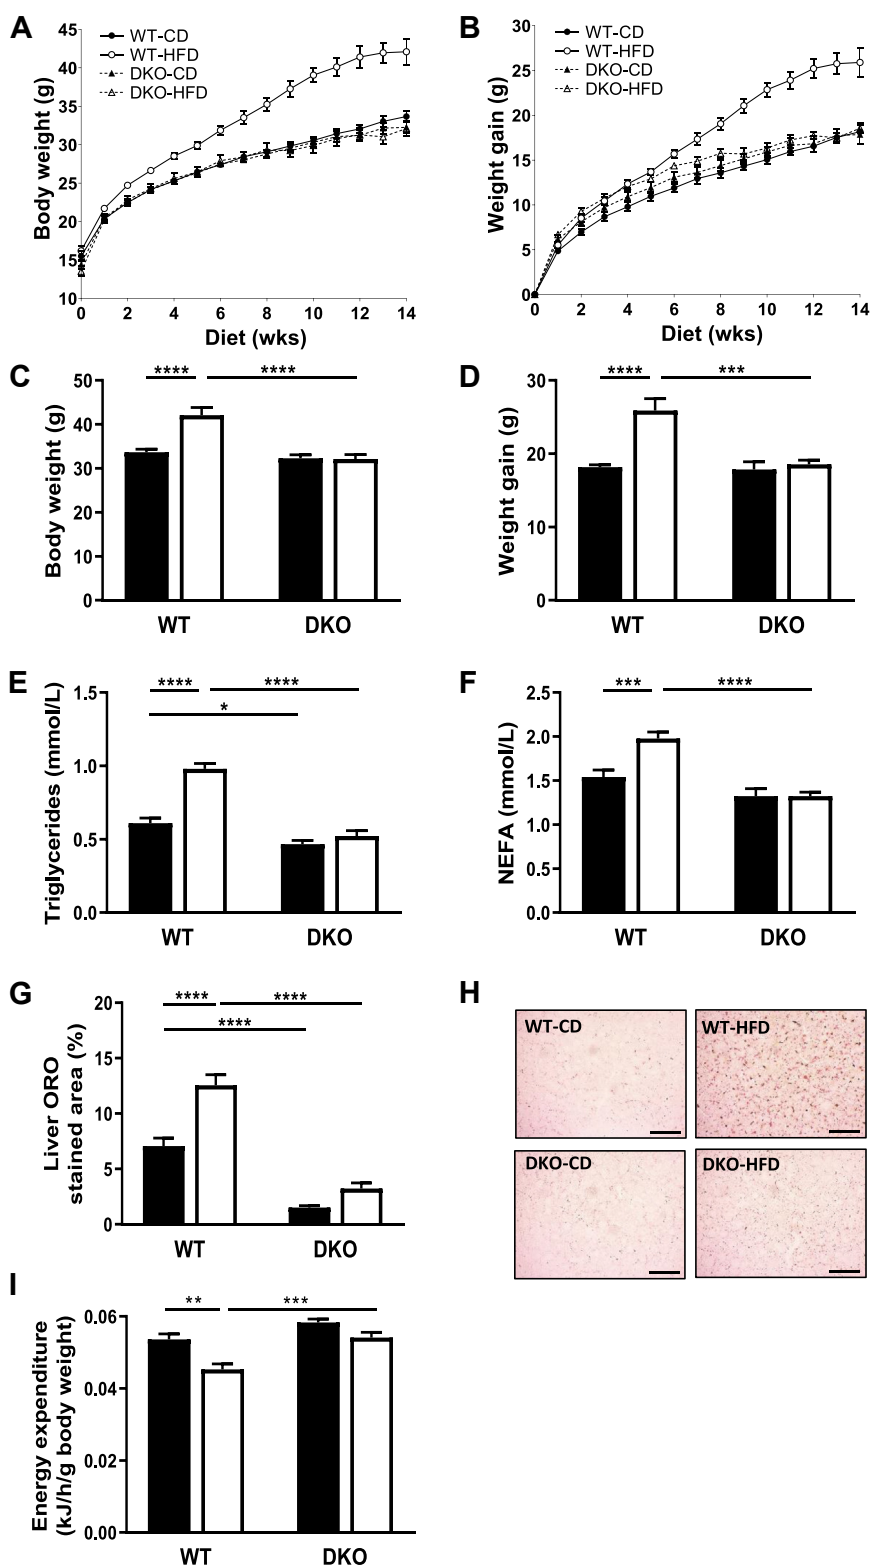 A
WT-CD
WT-HFD
DKO-CD
DKO-HFD
Body weight (g)
45
40
35
30
25
20
15
10
0 2 4 6 8 10 12 14
Diet (wks)
B
WT-CD
WT-HFD
DKO-CD
DKO-HFD
Weight gain (g)
30
25
20
15
10
5
0
0 2 4 6 8 10 12 14
Diet (wks)
C
**** ****
Body weight (g)
50
40
30
20
10
0
WT DKO
D
**** ***
Weight gain (g)
30
20
10
0
WT DKO
E
**** ****
*
Triglycerides (mmol/L)
1.5
1.0
0.5
0.0
WT DKO
F
*** ****
NEFA (mmol/L)
2.5
2.0
1.5
1.0
0.5
0.0
WT DKO
G
**** ****
****
Liver ORO
stained area (%)
20
15
10
5
0
WT DKO
H
WT-CD
WT-HFD
DKO-CD
DKO-HFD
I
** ***
Energy expenditure
(kJ/h/g body weight)
0.06
0.04
0.02
0.00
WT DKO